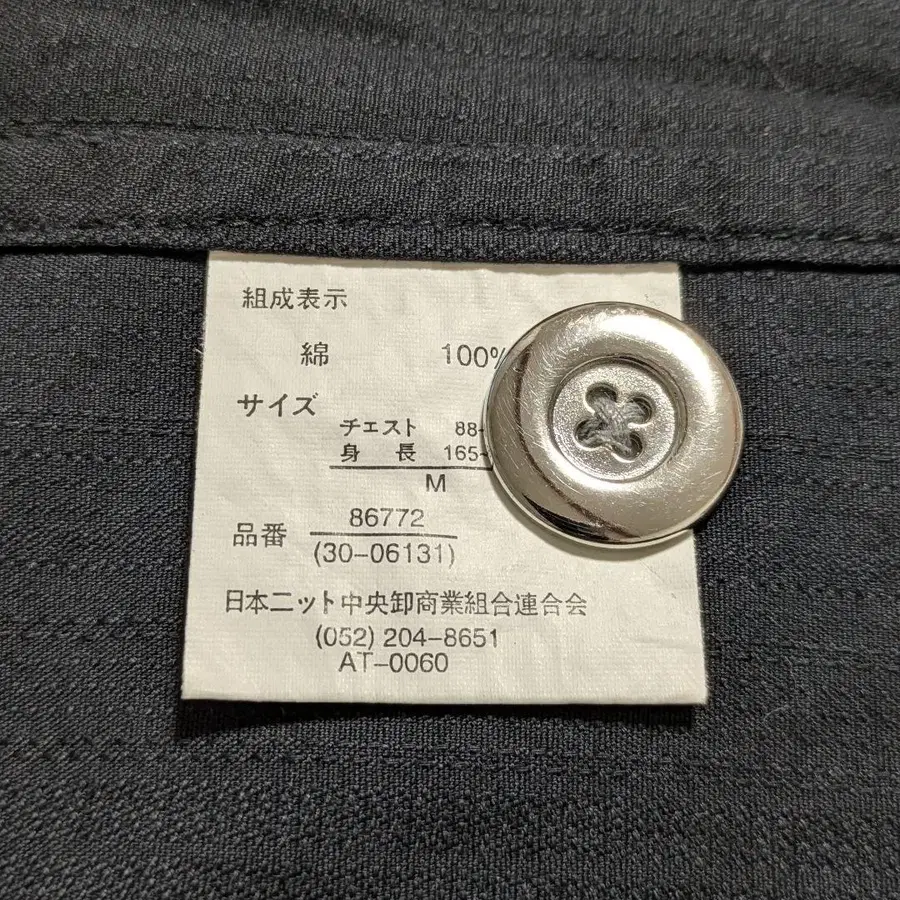 組成表示
綿 100%
サイズ
チェスト 88-
身長 165-
M
品番 86772
(30-06131)
日本ニット中央卸商業組合連合会
(052) 204-8651
AT-0060